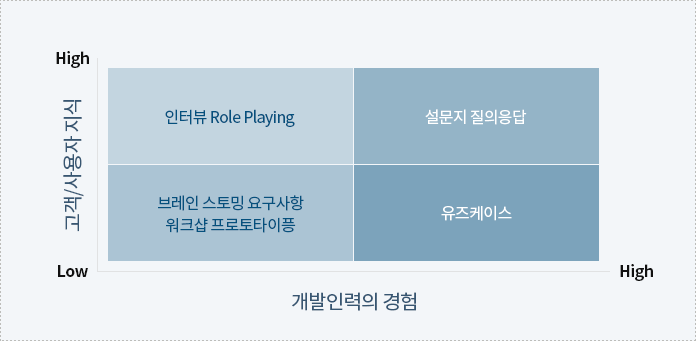 High
고객/사용자 지식
인터뷰 Role Playing
설문지 질의응답
브레인 스토밍 요구사항
워크샵 프로토타이핑
유즈케이스
Low
High
개발인력의 경험